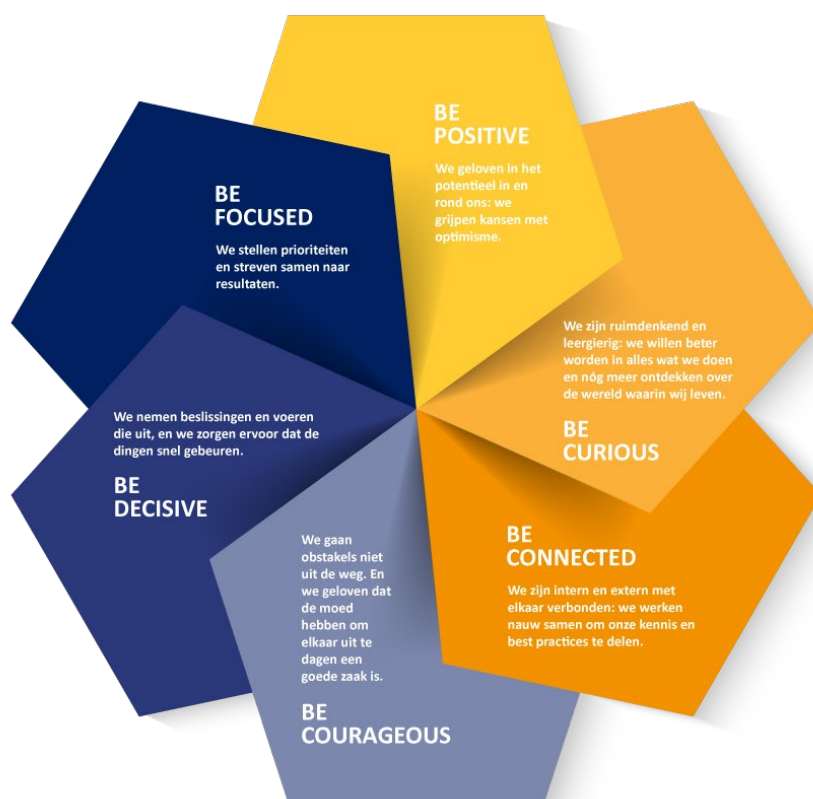 BE
POSITIVE
We geloven in het
potentieel in en
rond ons: we
grijpen kansen met
optimisme.
We zijn ruimdenkend en
leergierig: we willen beter
worden in alles wat we doen
en nóg meer ontdekken over
de wereld waarin wij leven.
BE
CURIOUS
BE
CONNECTED
We zijn intern en extern met
elkaar verbonden: we werken
nauw samen om onze kennis en
best practices te delen.
We gaan
obstakels niet
uit de weg. En
we geloven dat
de moed
hebben om
elkaar uit te
dagen een
goede zaak is.
BE
COURAGEOUS
We nemen beslissingen en voeren
die uit, en we zorgen ervoor dat de
dingen snel gebeuren.
BE
DECISIVE
BE
FOCUSED
We stellen prioriteiten
en streven samen naar
resultaten.